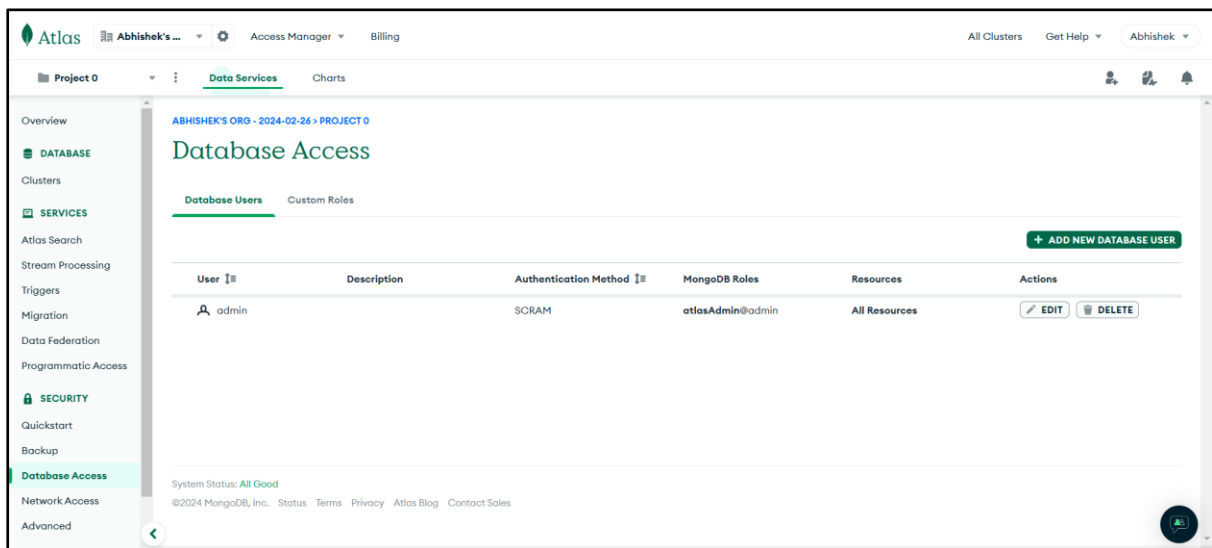 Atlas Abhishek's ... Access Manager Billing All Clusters Get Help Abhishek
Project 0 Data Services Charts
Overview
DATABASE
Clusters
SERVICES
Atlas Search
Stream Processing
Triggers
Migration
Data Federation
Programmatic Access
SECURITY
Quickstart
Backup
Database Access
Network Access
Advanced
ABHISHEK'S ORG - 2024-02-26 > PROJECT 0
Database Access
Database Users Custom Roles
+ ADD NEW DATABASE USER
User Description Authentication Method MongoDB Roles Resources Actions
admin SCRAM atlasAdmin@admin All Resources EDIT DELETE
System Status: All Good
©2024 MongoDB, Inc. Status Terms Privacy Atlas Blog Contact Sales